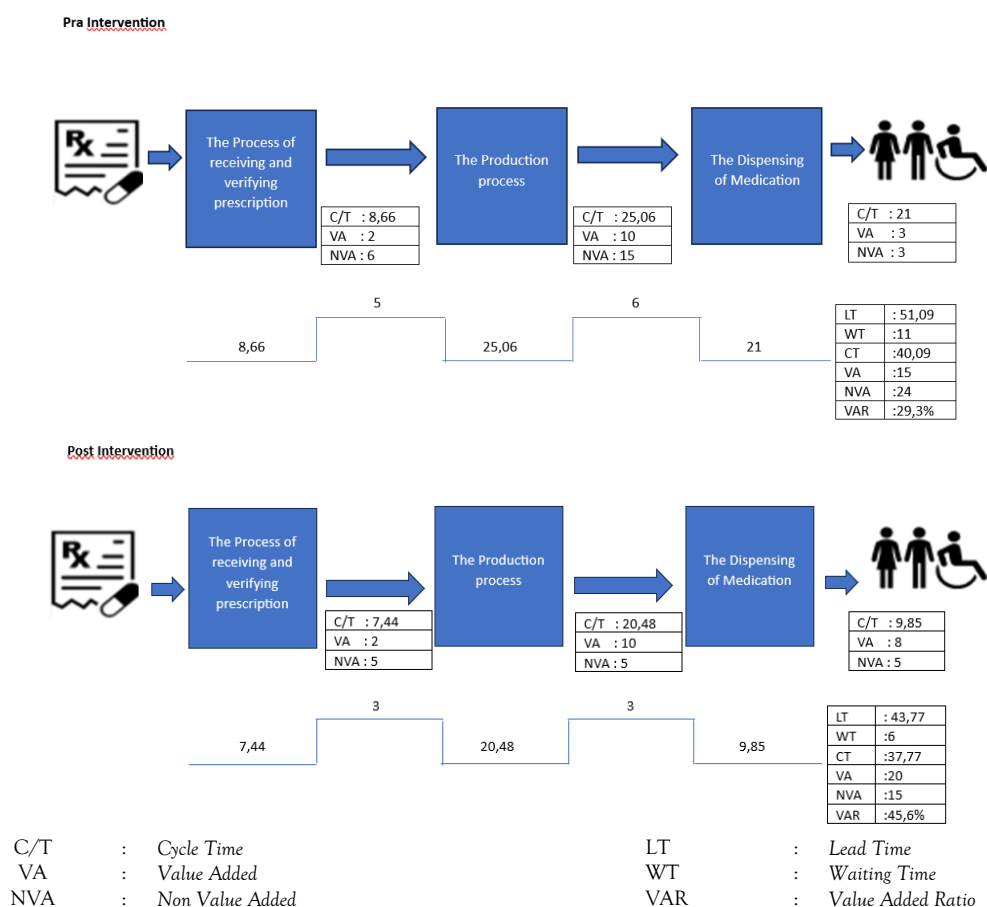 Pra Intervention
Rx
The Process of
receiving and
verifying
prescription
The Production
process
The Dispensing
of Medication
C/T : 8,66
VA : 2
NVA : 6
C/T : 25,06
VA : 10
NVA : 15
C/T : 21
VA : 3
NVA : 3
8,66
5
25,06
6
21
LT : 51,09
WT :11
CT :40,09
VA :15
NVA :24
VAR :29,3%
Post Intervention
Rx
The Process of
receiving and
verifying
prescription
The Production
process
The Dispensing
of Medication
C/T : 7,44
VA : 2
NVA : 5
C/T : 20,48
VA : 10
NVA : 5
C/T : 9,85
VA : 8
NVA : 5
7,44
3
20,48
3
9,85
LT : 43,77
WT :6
CT :37,77
VA :20
NVA :15
VAR :45,6%
C/T : Cycle Time
VA : Value Added
NVA : Non Value Added
LT : Lead Time
WT : Waiting Time
VAR : Value Added Ratio